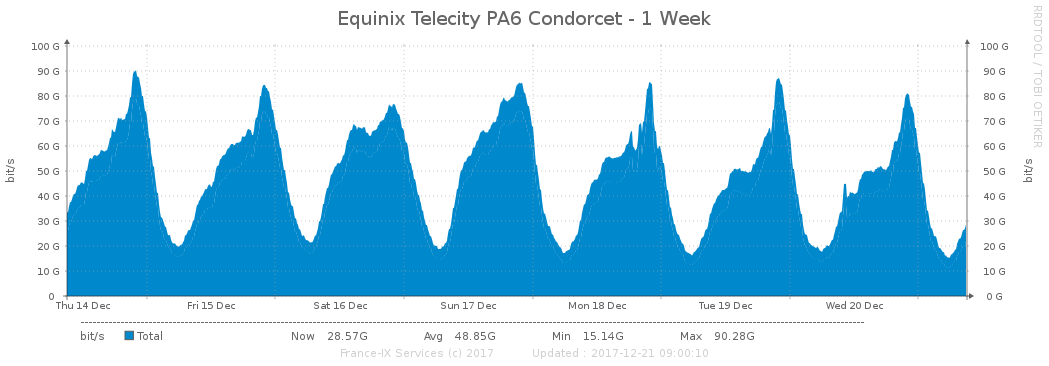 Equinix Telecity PA6 Condorcet - 1 Week
RRDTOOL / TOBI OETIKER
bit/s
100 G
90 G
80 G
70 G
60 G
50 G
40 G
30 G
20 G
10 G
0
100 G
90 G
80 G
70 G
60 G
50 G
40 G
30 G
20 G
10 G
0 G
bit/s
Thu 14 Dec Fri 15 Dec Sat 16 Dec Sun 17 Dec Mon 18 Dec Tue 19 Dec Wed 20 Dec
bit/s Total Now 28.57G Avg 48.85G Min 15.14G Max 90.28G
France-IX Services (c) 2017 Updated : 2017-12-21 09:00:10